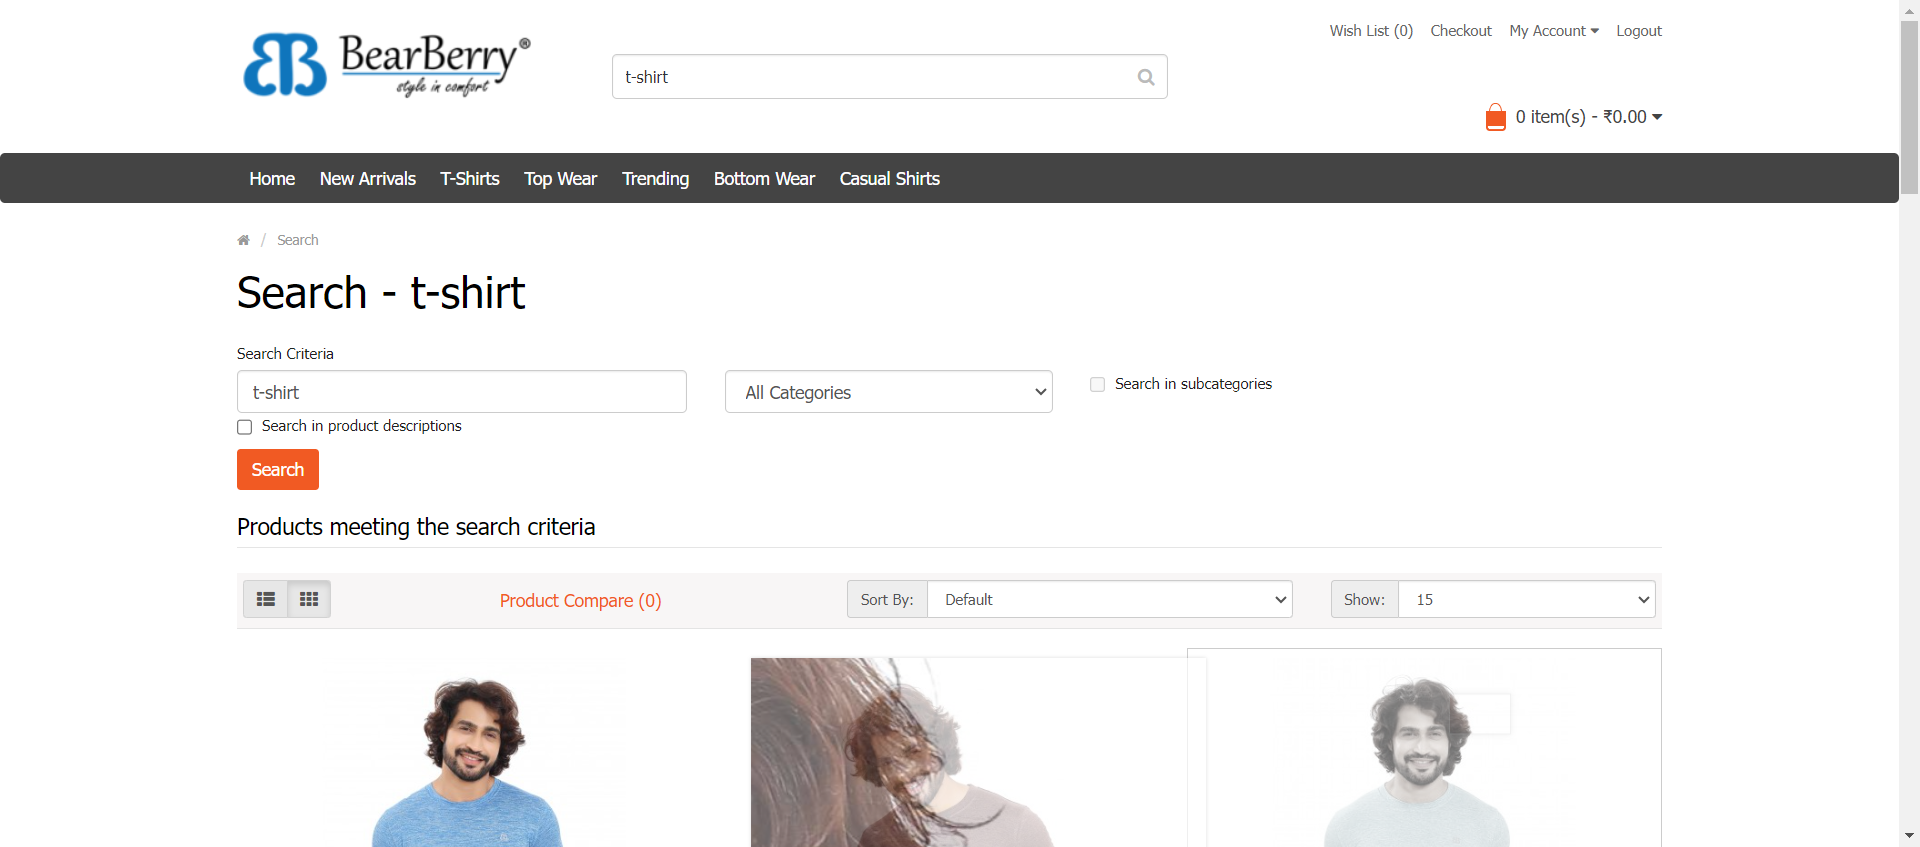 Wish List (0) Checkout My Account Logout
BearBerry®
style in comfort
t-shirt
0 item(s) - ₹0.00
Home New Arrivals T-Shirts Top Wear Trending Bottom Wear Casual Shirts
/ Search
Search - t-shirt
Search Criteria
t-shirt All Categories Search in subcategories
Search in product descriptions
Search
Products meeting the search criteria
Product Compare (0) Sort By: Default Show: 15